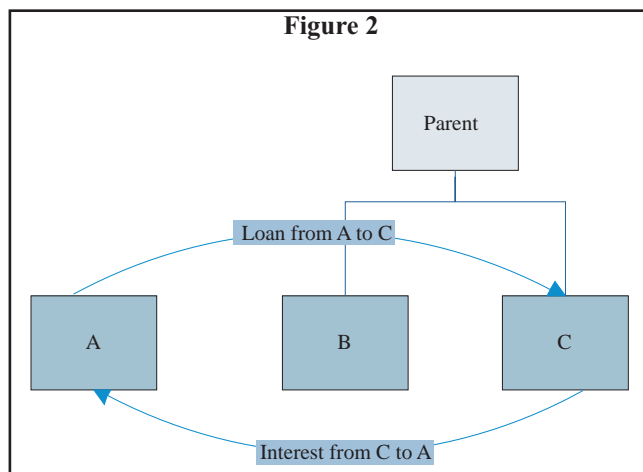 Figure 2
Parent
Loan from A to C
A
B
C
Interest from C to A